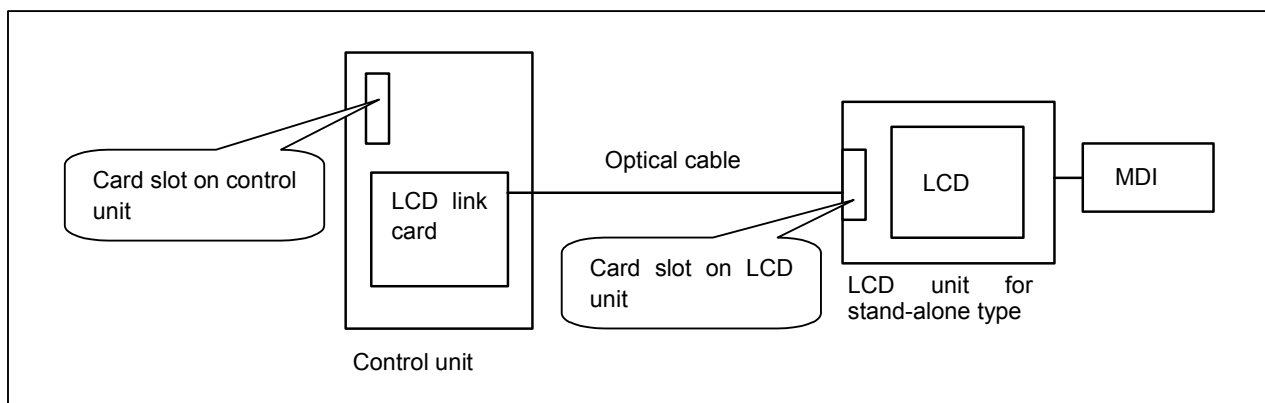 Card slot on control
unit
LCD link
card
Control unit
Optical cable
Card slot on LCD
unit
LCD
LCD unit for
stand-alone type
MDI